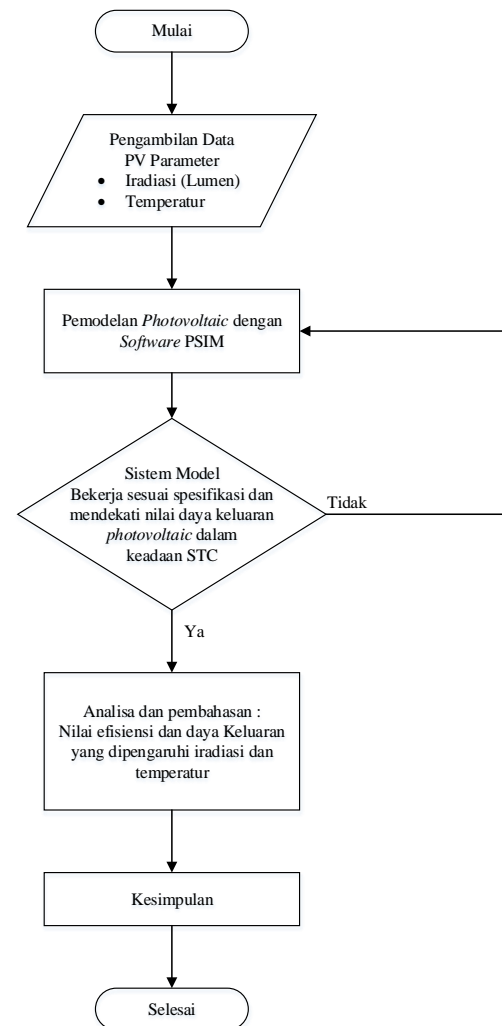 Mulai
Pengambilan Data
PV Parameter
• Iradiasi (Lumen)
• Temperatur
Pemodelan Photovoltaic dengan
Software PSIM
Sistem Model
Bekerja sesuai spesifikasi dan
mendekati nilai daya keluaran
photovoltaic dalam
keadaan STC
Tidak
Ya
Analisa dan pembahasan :
Nilai efisiensi dan daya Keluaran
yang dipengaruhi iradiasi dan
temperatur
Kesimpulan
Selesai